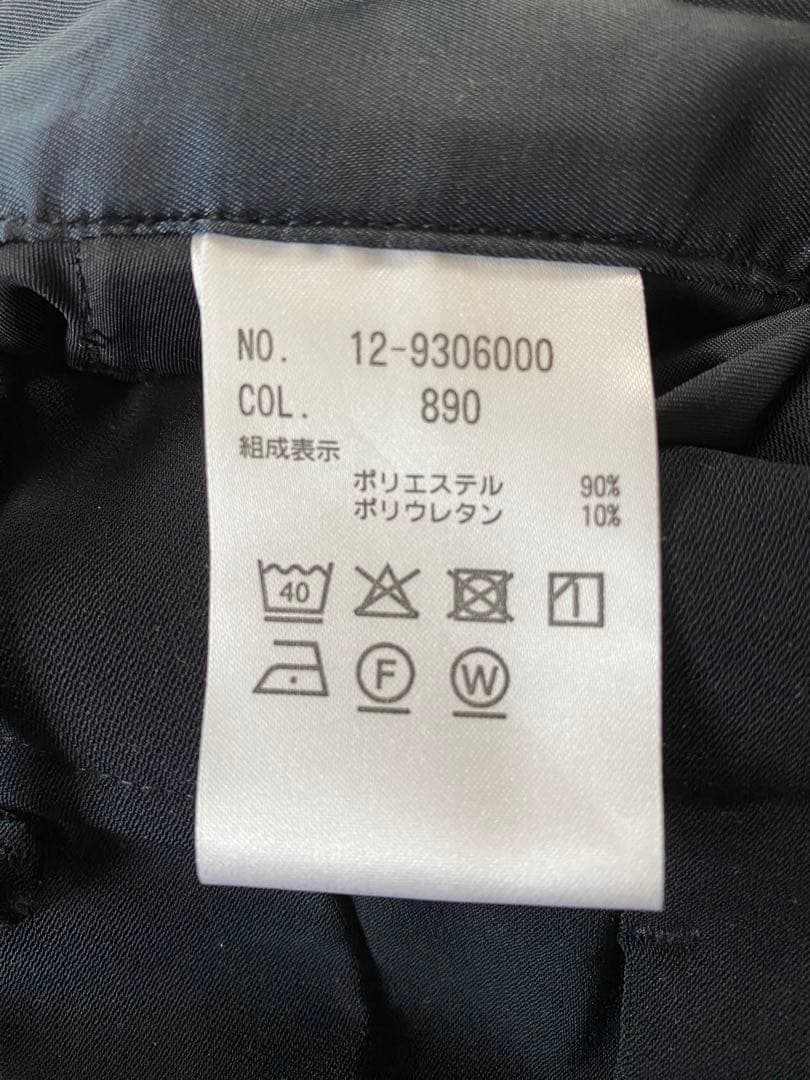 NO. 12-9306000
COL. 890
組成表示
ポリエステル 90%
ポリウレタン 10%
40
F W